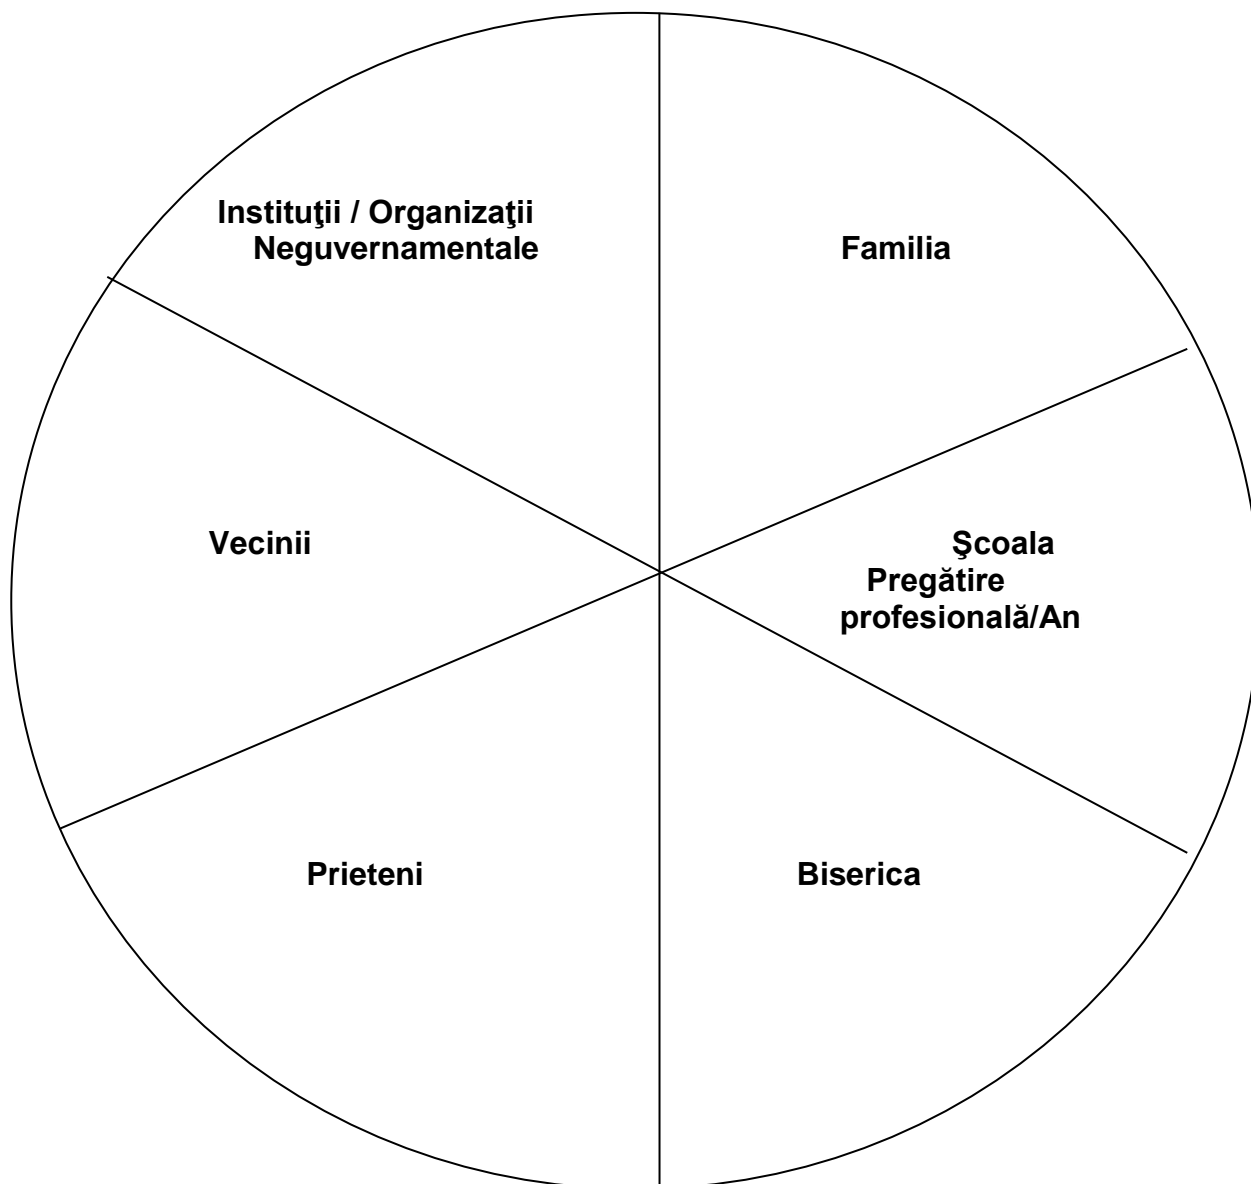 Instituţii / Organizaţii
Neguvernamentale
Familia
Vecinii
Şcoala
Pregătire
profesională/An
Prieteni
Biserica